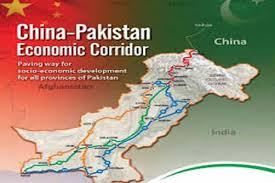 China-Pakistan
Economic Corridor
Paving way for
socio-economic development
for all provinces of Pakistan
China
Afghanistan
India